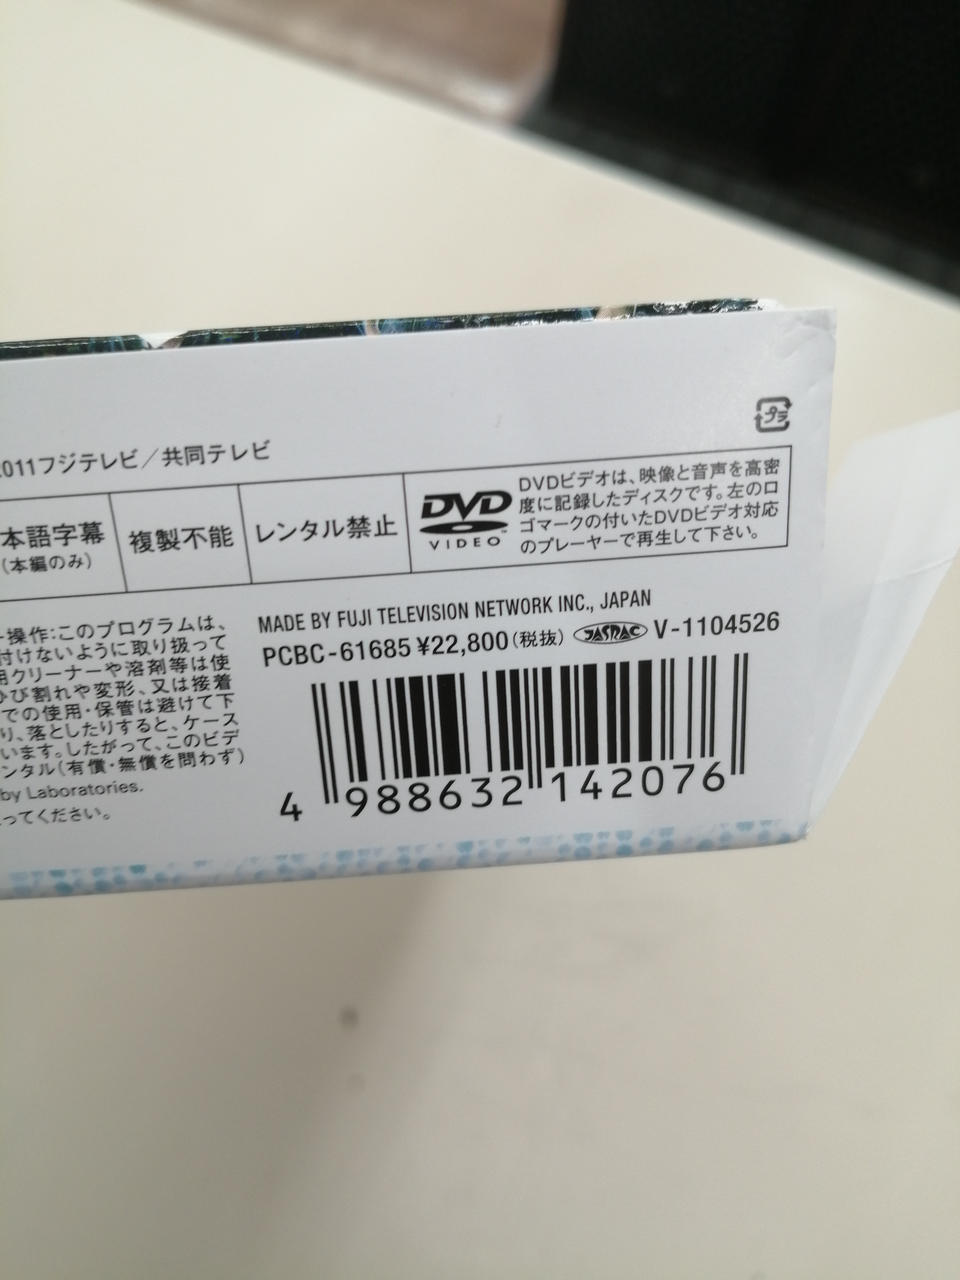 プラ
2011フジテレビ／共同テレビ
本語字幕
(本編のみ)
複製不能
レンタル禁止
DVD
VIDEO™
DVDビデオは、映像と音声を高密
度に記録したディスクです。左のロ
ゴマークの付いたDVDビデオ対応
のプレーヤーで再生して下さい。
操作:このプログラムは、
付けないように取り扱って
用クリーナーや溶剤等は使
ひび割れや変形、又は接着
での使用・保管は避けて下
り、落としたりすると、ケース
います。したがって、このビデ
ンタル(有償・無償を問わず)
by Laboratories.
ってください。
MADE BY FUJI TELEVISION NETWORK INC., JAPAN
PCBC-61685 ¥22,800(税抜) JASRAC V-1104526
4 988632 142076